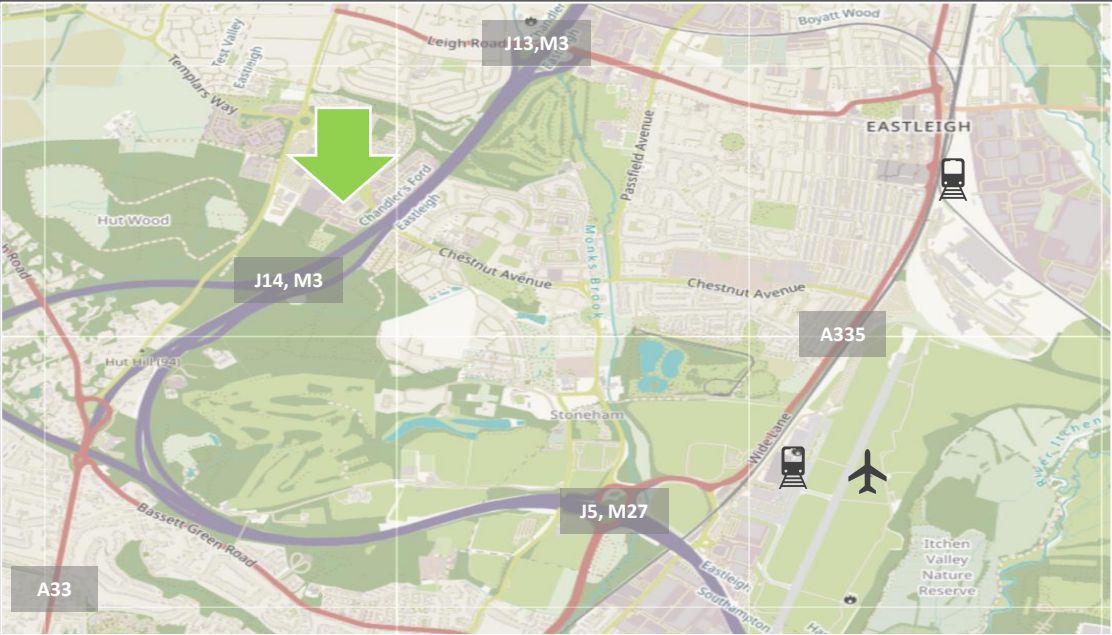 Boyatt Wood
Leigh Road
J13,M3
Chandler
Test Valley
Eastleigh
Templars Way
EASTLEIGH
Passfield Avenue
Chandler's Ford
Eastleigh
Hut Wood
Monks Brook
Chestnut Avenue
Chestnut Avenue
J14, M3
A335
Hut Hill (94)
Stoneham
Wide Lane
River Itchen
J5, M27
Bassett Green Road
Itchen
Valley
Nature
Reserve
Eastleigh
Southampton
A33